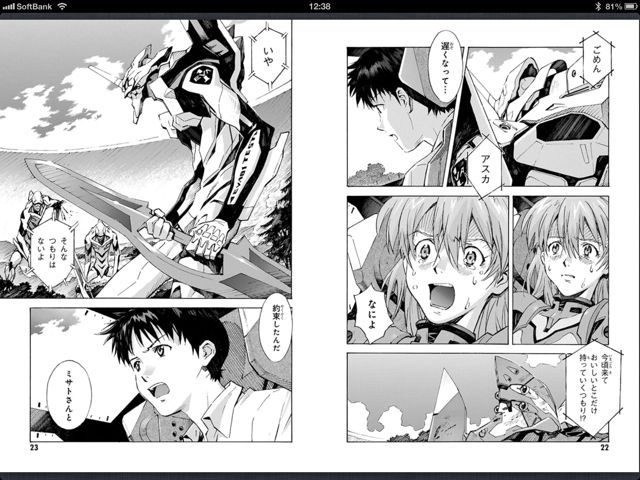 SoftBank
12:38
81%
ごめん
遅くなって…
アスカ
なによ
今頃来て
おいしいとこだけ
持っていくつもり!?
22
いや
そんな
つもりは
ないよ
約束したんだ
ミサトさんと
23